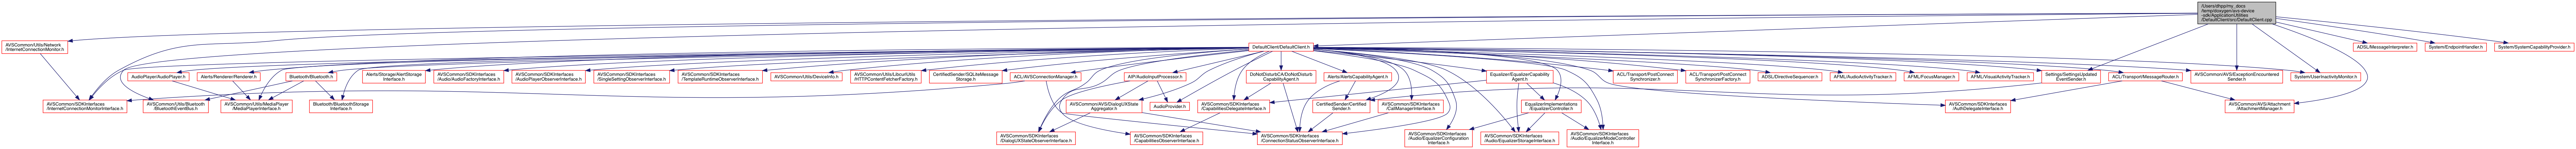 /Users/dhpp/my_docs
/temp/doxygen/avs-device
-sdk/ApplicationUtilities
/DefaultClient/src/DefaultClient.cpp
AVSCommon/Utils/Network
/InternetConnectionMonitor.h
DefaultClient/DefaultClient.h
ADSL/MessageInterpreter.h
System/EndpointHandler.h
System/SystemCapabilityProvider.h
AudioPlayer/AudioPlayer.h
Alerts/Renderer/Renderer.h
Bluetooth/Bluetooth.h
Alerts/Storage/AlertStorage
Interface.h
AVSCommon/SDKInterfaces
/Audio/AudioFactoryInterface.h
AVSCommon/SDKInterfaces
/AudioPlayerObserverInterface.h
AVSCommon/SDKInterfaces
/SingleSettingObserverInterface.h
AVSCommon/SDKInterfaces
/TemplateRuntimeObserverInterface.h
AVSCommon/Utils/DeviceInfo.h
AVSCommon/Utils/LibcurlUtils
/HTTPContentFetcherFactory.h
CertifiedSender/SQLiteMessage
Storage.h
ACL/AVSConnectionManager.h
AIP/AudioInputProcessor.h
DoNotDisturbCA/DoNotDisturb
CapabilityAgent.h
Alerts/AlertsCapabilityAgent.h
Equalizer/EqualizerCapability
Agent.h
ACL/Transport/PostConnect
Synchronizer.h
ACL/Transport/PostConnect
SynchronizerFactory.h
ADSL/DirectiveSequencer.h
AFML/AudioActivityTracker.h
AFML/FocusManager.h
AFML/VisualActivityTracker.h
Settings/SettingsUpdated
EventSender.h
ACL/Transport/MessageRouter.h
AVSCommon/AVS/ExceptionEncountered
Sender.h
System/UserInactivityMonitor.h
AVSCommon/SDKInterfaces
/InternetConnectionMonitorInterface.h
AVSCommon/Utils/Bluetooth
/BluetoothEventBus.h
AVSCommon/Utils/MediaPlayer
/MediaPlayerInterface.h
Bluetooth/BluetoothStorage
Interface.h
AVSCommon/AVS/DialogUXState
Aggregator.h
AudioProvider.h
AVSCommon/SDKInterfaces
/CapabilitiesDelegateInterface.h
CertifiedSender/Certified
Sender.h
AVSCommon/SDKInterfaces
/CallManagerInterface.h
EqualizerImplementations
/EqualizerController.h
AVSCommon/SDKInterfaces
/AuthDelegateInterface.h
AVSCommon/AVS/Attachment
/AttachmentManager.h
AVSCommon/SDKInterfaces
/DialogUXStateObserverInterface.h
AVSCommon/SDKInterfaces
/CapabilitiesObserverInterface.h
AVSCommon/SDKInterfaces
/ConnectionStatusObserverInterface.h
AVSCommon/SDKInterfaces
/Audio/EqualizerConfiguration
Interface.h
AVSCommon/SDKInterfaces
/Audio/EqualizerStorageInterface.h
AVSCommon/SDKInterfaces
/Audio/EqualizerModeController
Interface.h